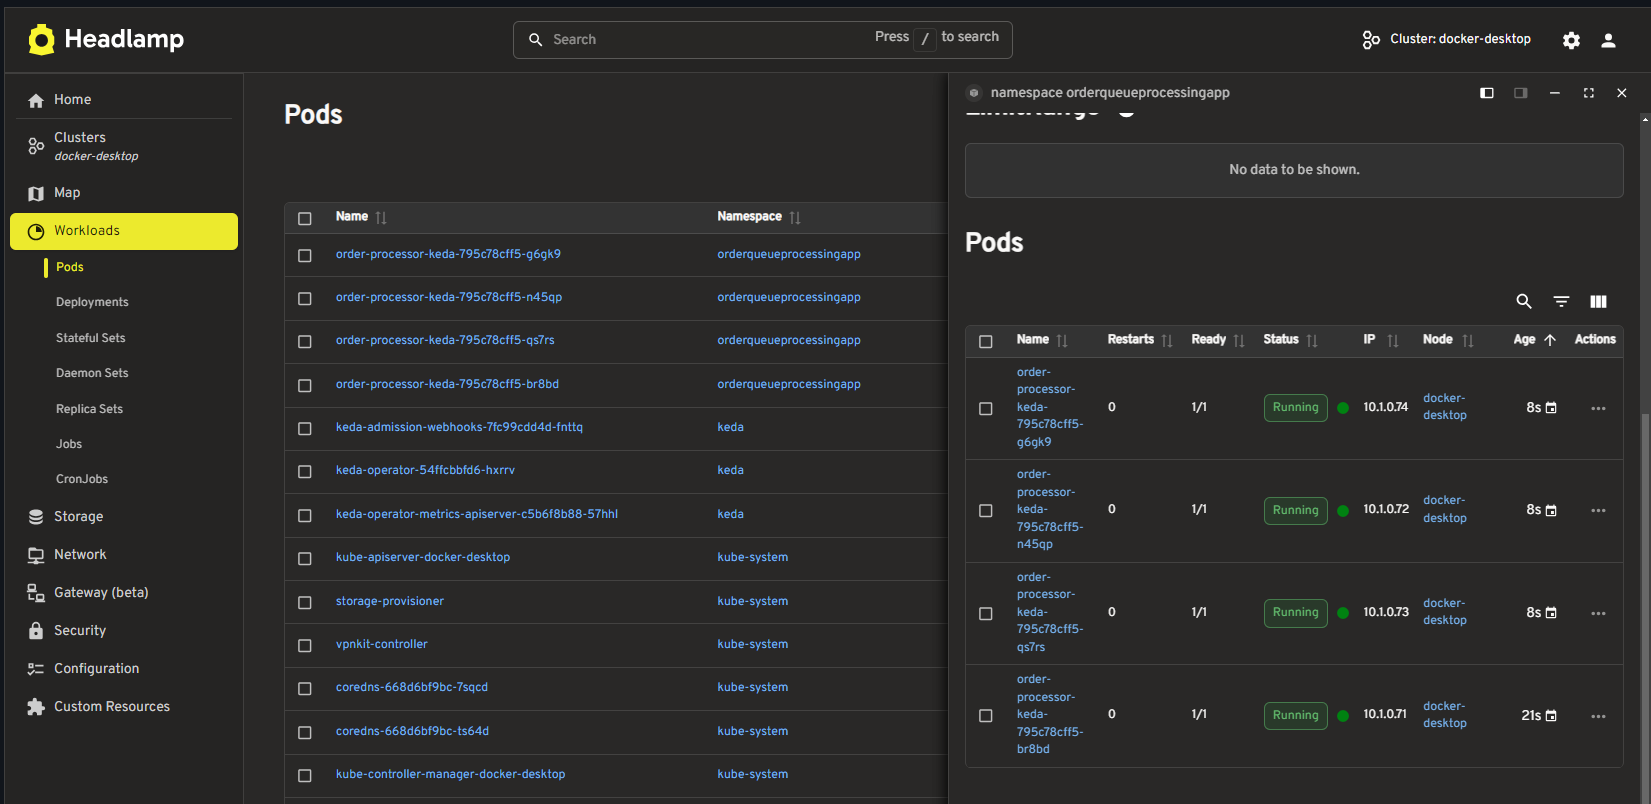 Headlamp
Search
Press / to search
Cluster: docker-desktop
Home
Clusters
docker-desktop
Map
Workloads
Pods
Deployments
Stateful Sets
Daemon Sets
Replica Sets
Jobs
CronJobs
Storage
Network
Gateway (beta)
Security
Configuration
Custom Resources
Pods
Name Namespace
order-processor-keda-795c78cff5-g6gk9 orderqueueprocessingapp
order-processor-keda-795c78cff5-n45qp orderqueueprocessingapp
order-processor-keda-795c78cff5-qs7rs orderqueueprocessingapp
order-processor-keda-795c78cff5-br8bd orderqueueprocessingapp
keda-admission-webhooks-7fc99cdd4d-fnttq keda
keda-operator-54ffcbbfd6-hxrrv keda
keda-operator-metrics-apiserver-c5b6f8b88-57hhl keda
kube-apiserver-docker-desktop kube-system
storage-provisioner kube-system
vpnkit-controller kube-system
coredns-668d6bf9bc-7sqcd kube-system
coredns-668d6bf9bc-ts64d kube-system
kube-controller-manager-docker-desktop kube-system
namespace orderqueueprocessingapp
No data to be shown.
Pods
Name Restarts Ready Status IP Node Age Actions
order-
processor-
keda-
795c78cff5-
g6gk9
0 1/1 Running 10.1.0.74
docker-
desktop
8s
order-
processor-
keda-
795c78cff5-
n45qp
0 1/1 Running 10.1.0.72
docker-
desktop
8s
order-
processor-
keda-
795c78cff5-
qs7rs
0 1/1 Running 10.1.0.73
docker-
desktop
8s
order-
processor-
keda-
795c78cff5-
br8bd
0 1/1 Running 10.1.0.71
docker-
desktop
21s